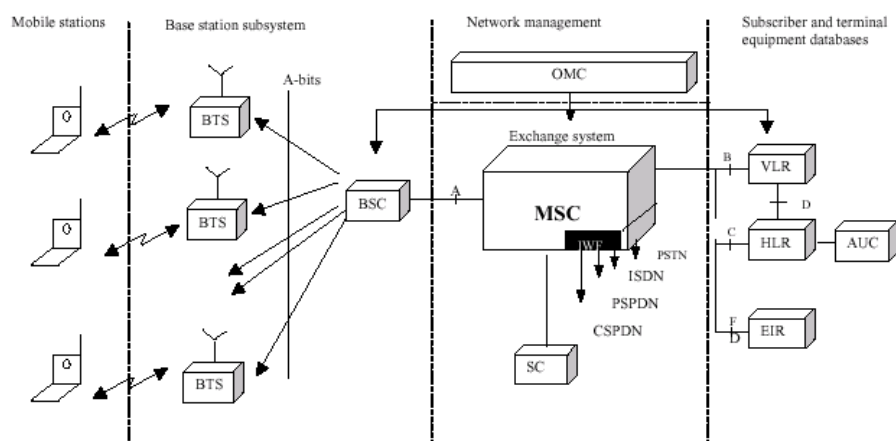 Mobile stations
Base station subsystem
Network management
Subscriber and terminal
equipment databases
A-bits
OMC
BTS
Exchange system
B
VLR
A
BSC
MSC
D
BTS
IWF
PSTN
C
HLR
AUC
ISDN
PSPDN
CSPDN
F
D
EIR
SC
BTS